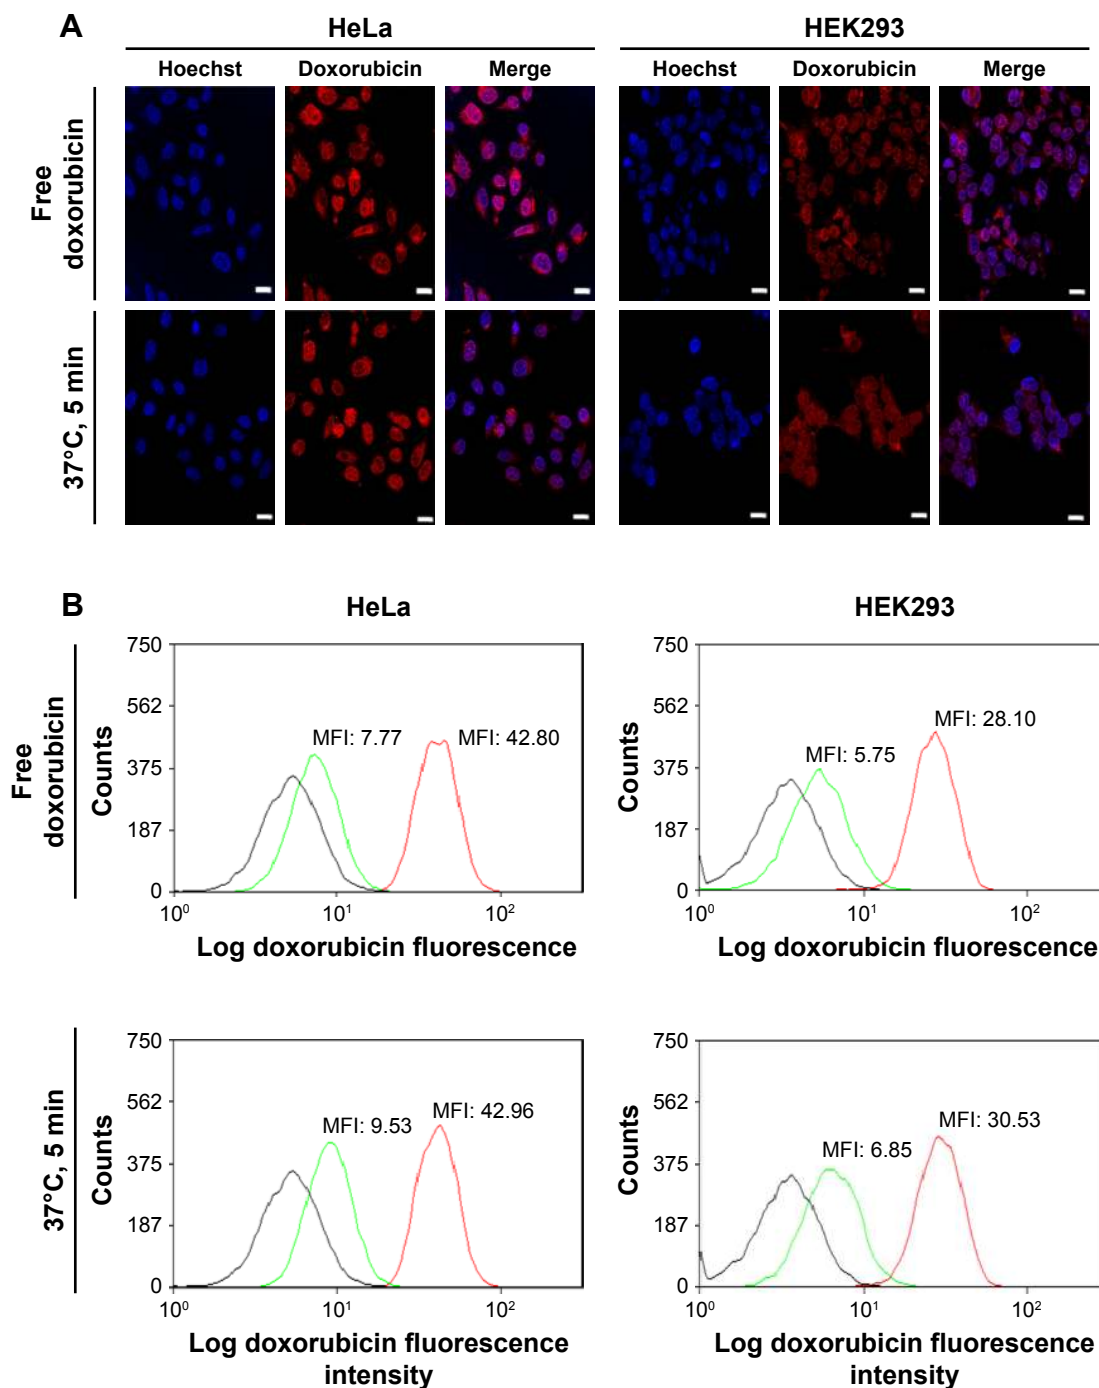 A
HeLa
HEK293
Hoechst
Doxorubicin
Merge
Hoechst
Doxorubicin
Merge
Free
doxorubicin
37°C, 5 min
B
HeLa
HEK293
Free
doxorubicin
Counts
750
562
375
187
0
MFI: 7.77
MFI: 42.80
10⁰
10¹
10²
Log doxorubicin fluorescence
Counts
750
562
375
187
0
MFI: 5.75
MFI: 28.10
10⁰
10¹
10²
Log doxorubicin fluorescence
37°C, 5 min
Counts
750
562
375
187
0
MFI: 9.53
MFI: 42.96
10⁰
10¹
10²
Log doxorubicin fluorescence
intensity
Counts
750
562
375
187
0
MFI: 6.85
MFI: 30.53
10⁰
10¹
10²
Log doxorubicin fluorescence
intensity